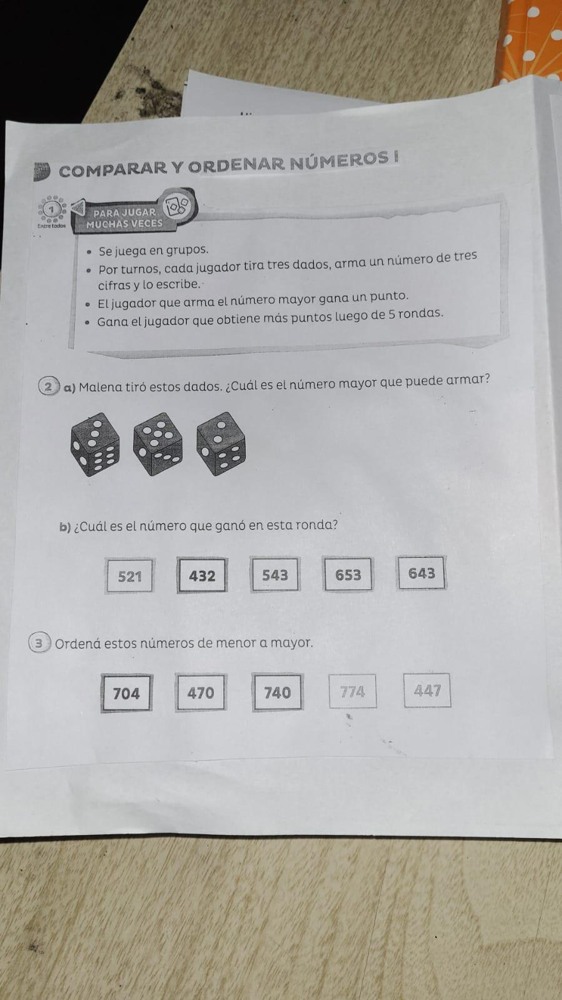 COMPARAR Y ORDENAR NÚMEROS I
1
Entre todos
PARA JUGAR
MUCHAS VECES
• Se juega en grupos.
• Por turnos, cada jugador tira tres dados, arma un número de tres
cifras y lo escribe.
• El jugador que arma el número mayor gana un punto.
• Gana el jugador que obtiene más puntos luego de 5 rondas.
2 a) Malena tiró estos dados. ¿Cuál es el número mayor que puede armar?
b) ¿Cuál es el número que ganó en esta ronda?
521 432 543 653 643
3 Ordená estos números de menor a mayor.
704 470 740 774 447